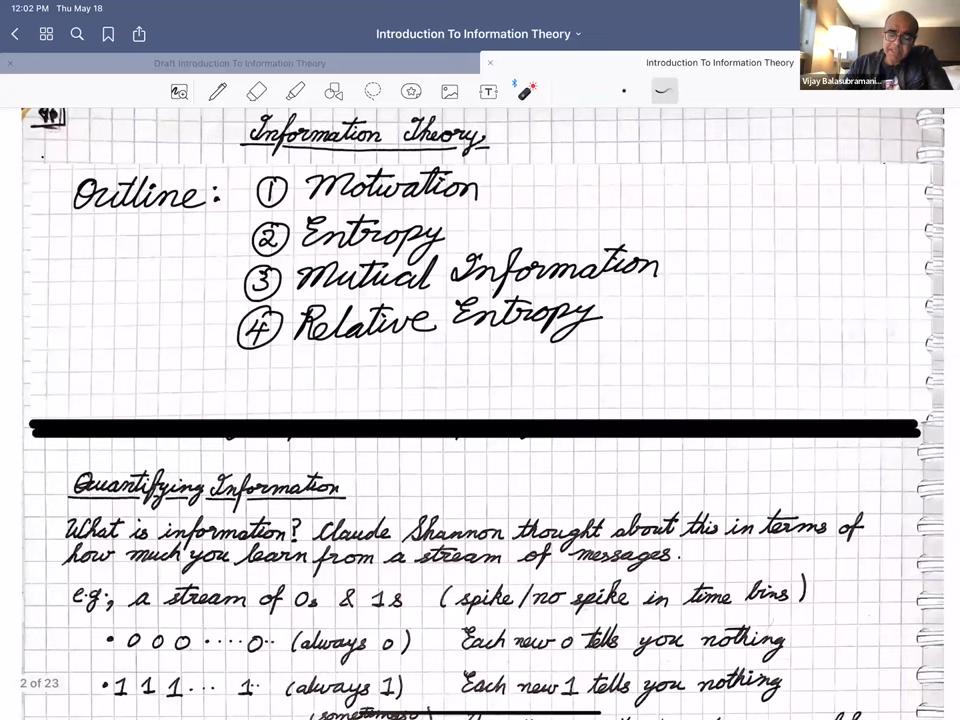 12:02 PM Thu May 18
Introduction To Information Theory
Draft Introduction To Information Theory
Introduction To Information Theory
Vijay Balasubramani...
Information Theory
Outline: ① Motivation
② Entropy
③ Mutual Information
④ Relative Entropy
Quantifying Information
What is information? Claude Shannon thought about this in terms of
how much you learn from a stream of messages.
e.g., a stream of 0s & 1s (spike/no spike in time bins)
• 0 0 0 .... 0.. (always 0) Each new 0 tells you nothing
2 of 23
• 1 1 1... 1.. (always 1) Each new 1 tells you nothing